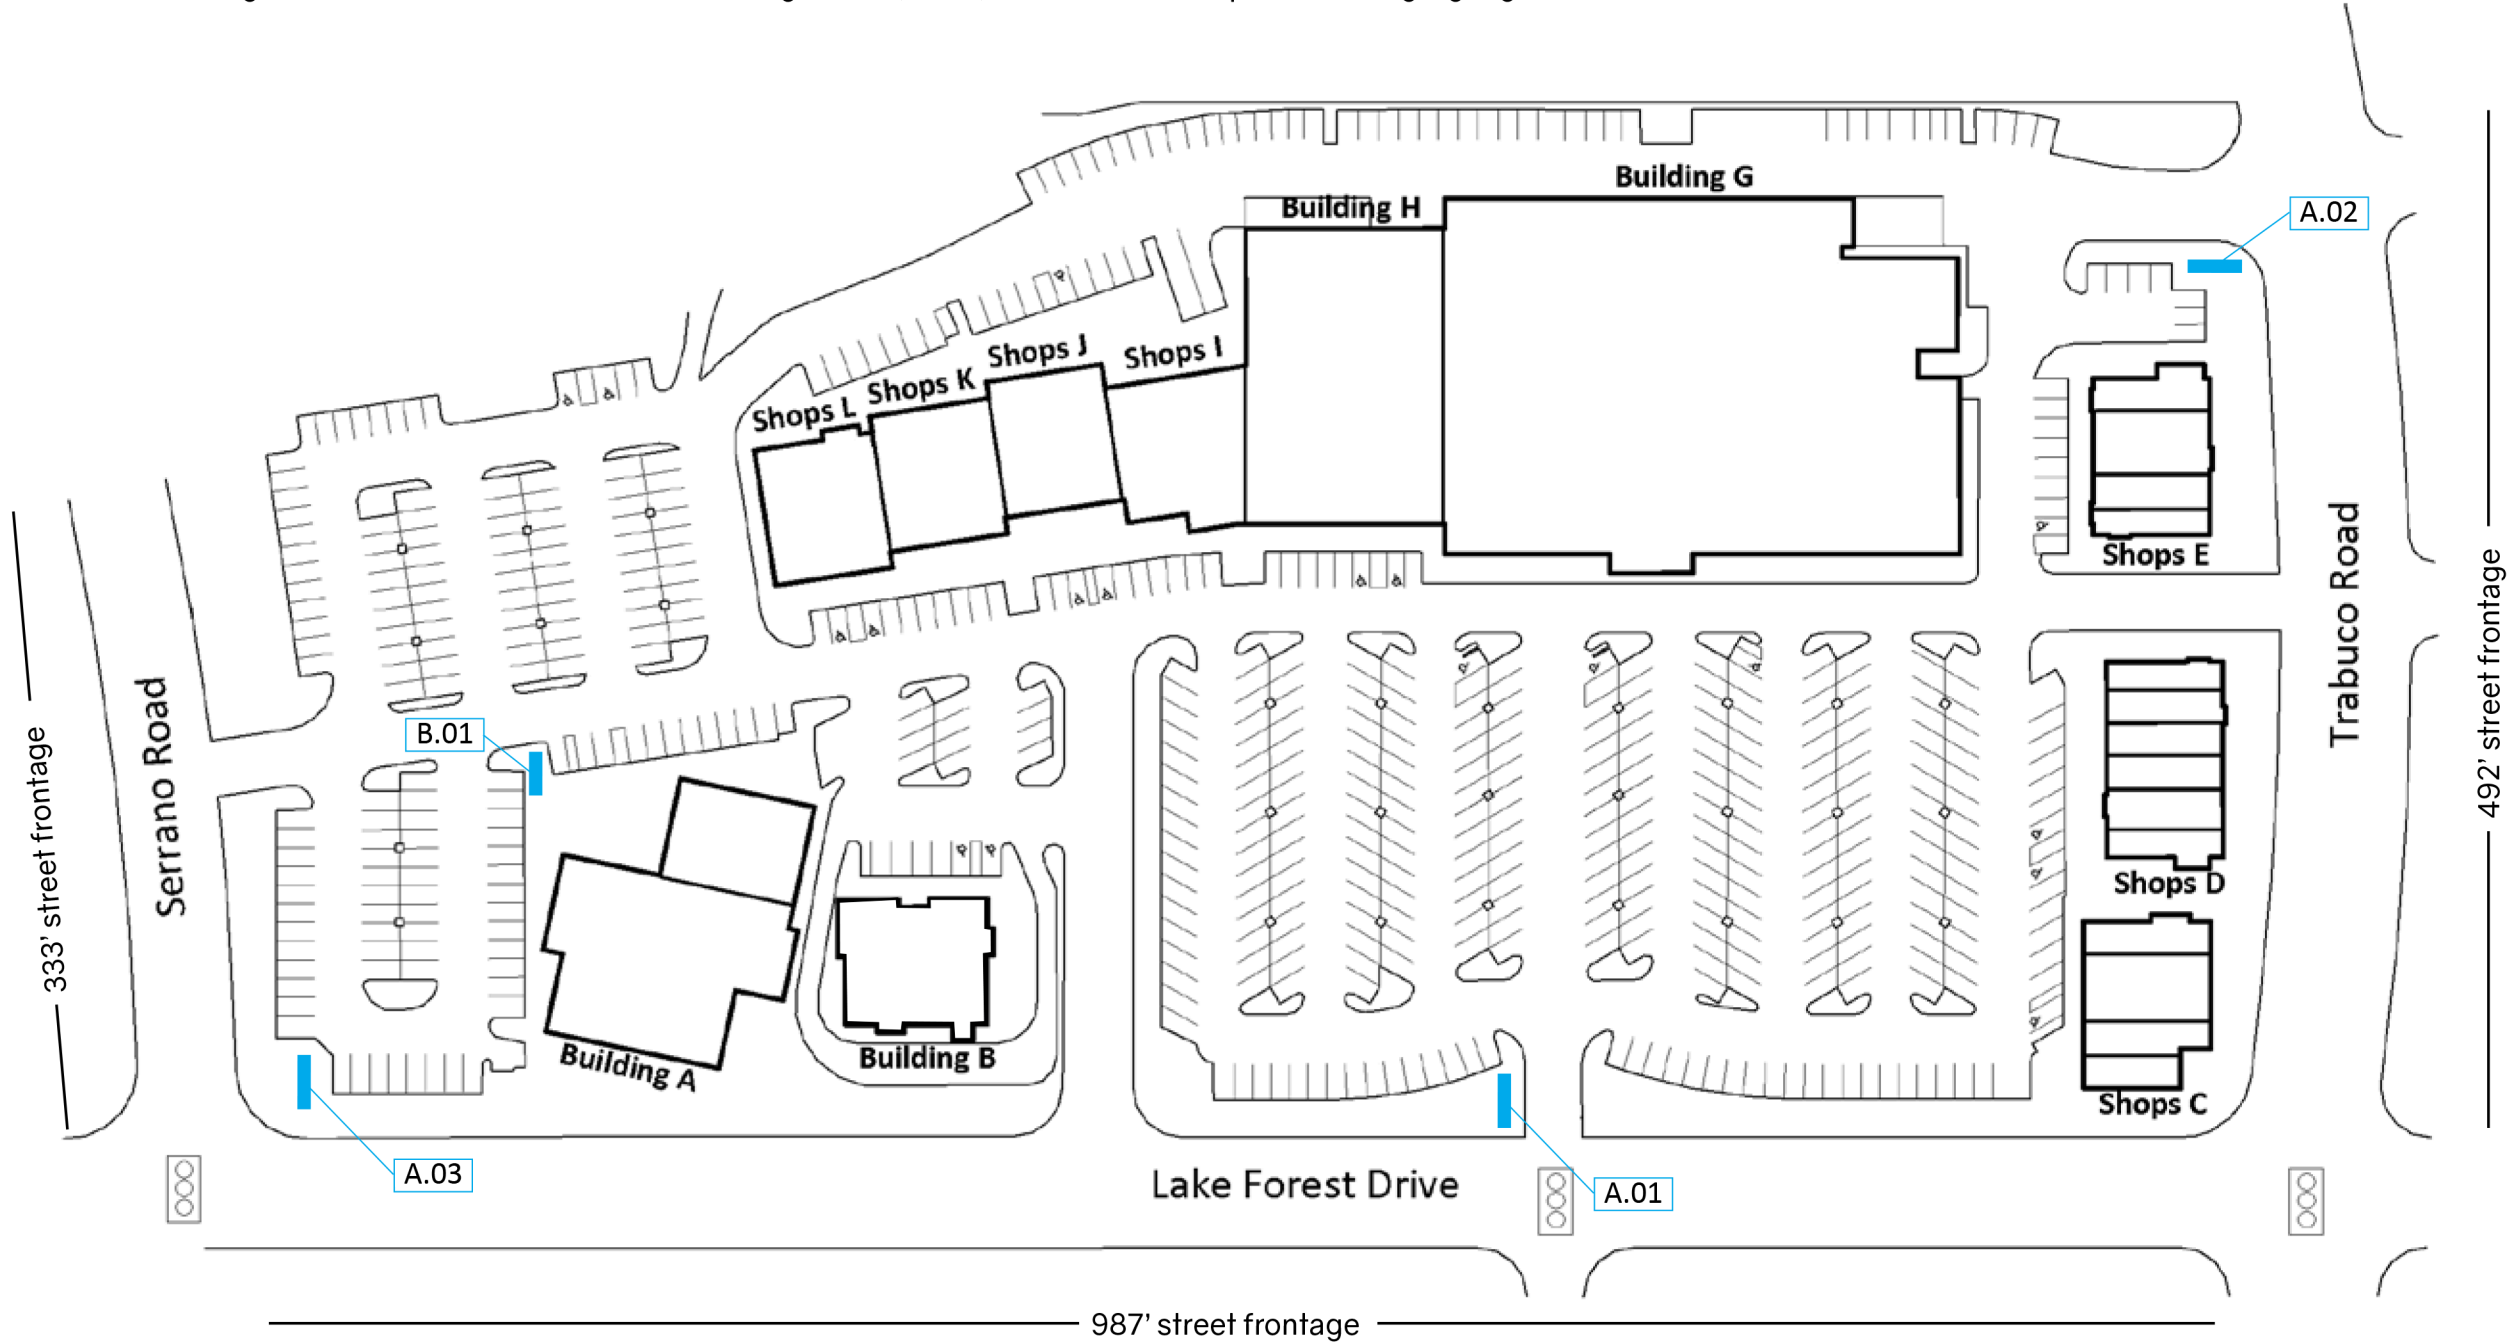 Building G
Building H
A.02
Shops I
Shops J
Shops K
Shops L
Shops E
Trabuco Road
492’ street frontage
B.01
Serrano Road
333’ street frontage
Shops D
Building A
Building B
Shops C
A.03
Lake Forest Drive
A.01
987’ street frontage